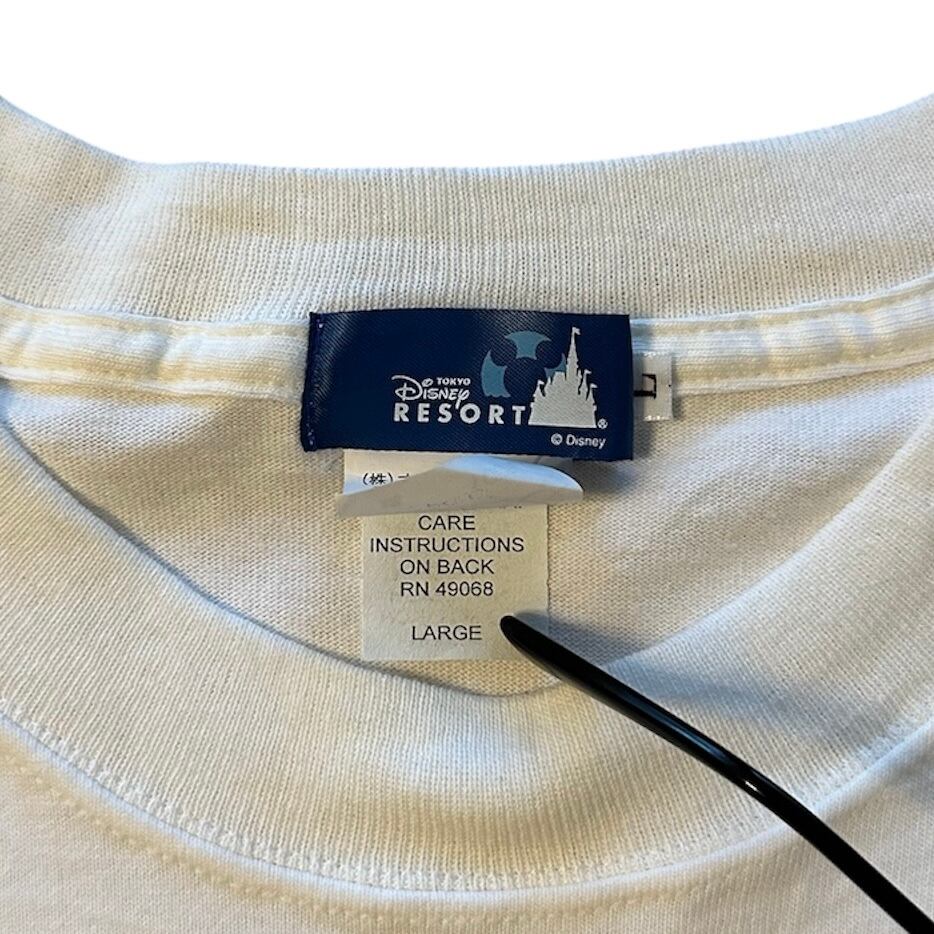 TOKYO
Disney
RESORT®
© Disney
L
(株)
CARE
INSTRUCTIONS
ON BACK
RN 49068
LARGE